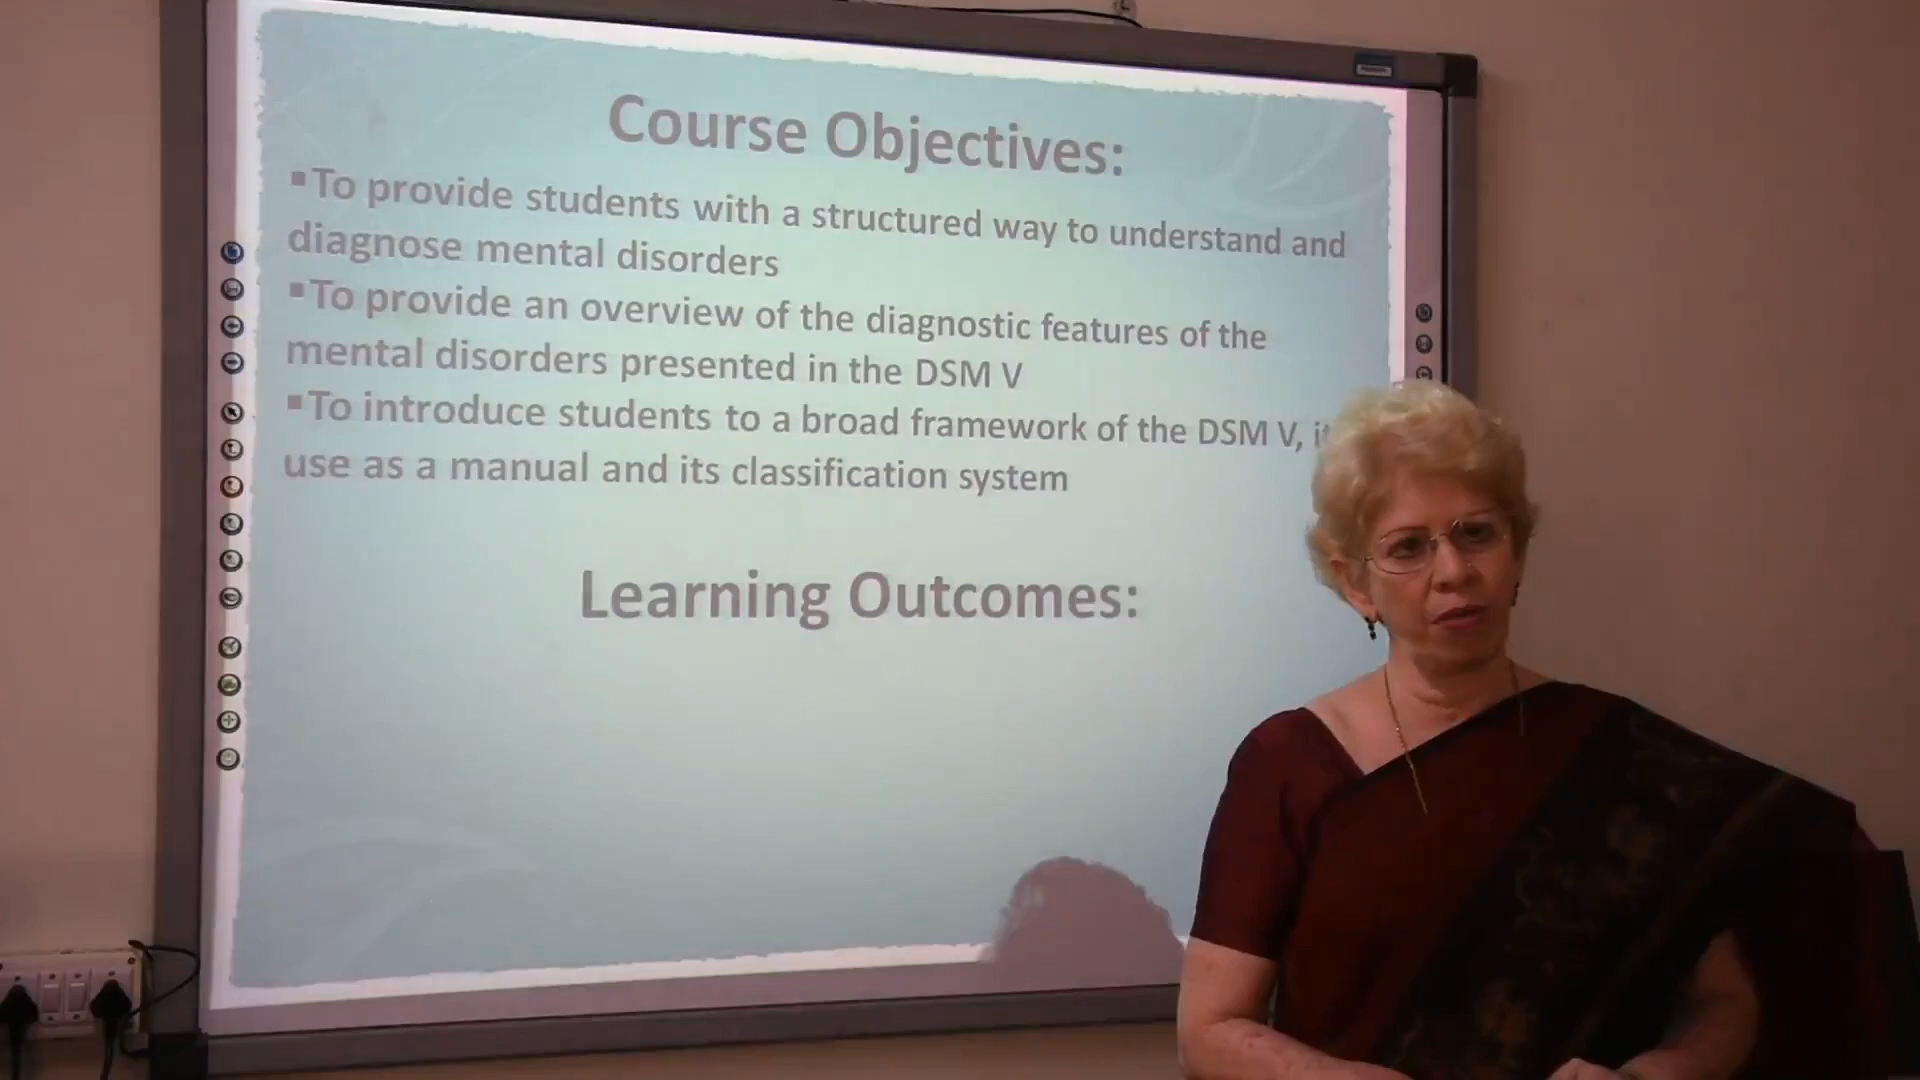 Course Objectives:
▪To provide students with a structured way to understand and
diagnose mental disorders
▪To provide an overview of the diagnostic features of the
mental disorders presented in the DSM V
▪To introduce students to a broad framework of the DSM V,
use as a manual and its classification system
Learning Outcomes: